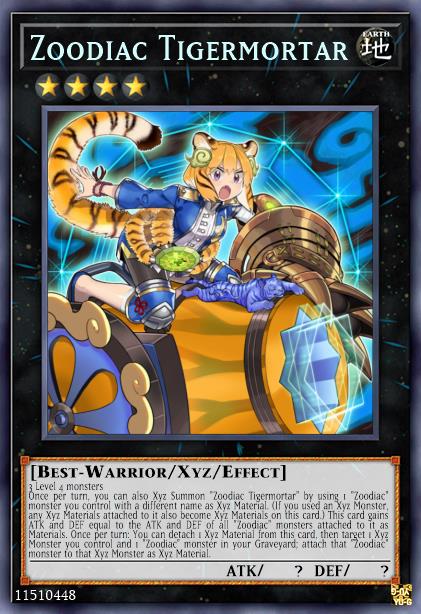 Zoodiac Tigermortar
EARTH
地
[Best-Warrior/Xyz/Effect]
3 Level 4 monsters
Once per turn, you can also Xyz Summon "Zoodiac Tigermortar" by using 1 "Zoodiac"
monster you control with a different name as Xyz Material. (If you used an Xyz Monster,
any Xyz Materials attached to it also become Xyz Materials on this card.) This card gains
ATK and DEF equal to the ATK and DEF of all "Zoodiac" monsters attached to it as
Materials. Once per turn: You can detach 1 Xyz Material from this card, then target 1 Xyz
Monster you control and 1 "Zoodiac" monster in your Graveyard; attach that "Zoodiac"
monster to that Xyz Monster as Xyz Material.
ATK/ ? DEF/ ?
11510448